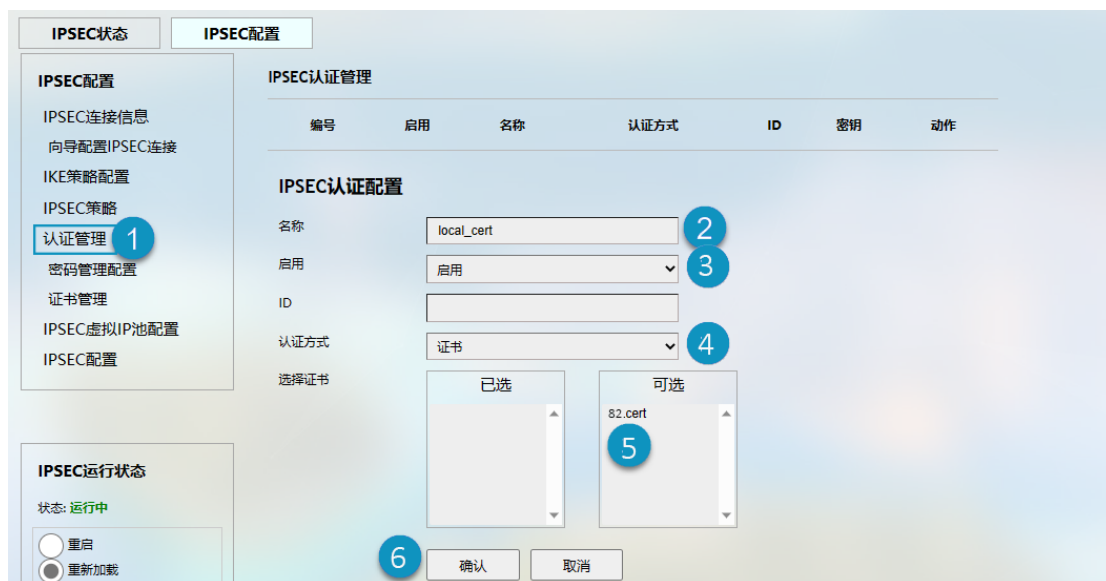 IPSEC状态 IPSEC配置
IPSEC配置
IPSEC连接信息
向导配置IPSEC连接
IKE策略配置
IPSEC策略
认证管理 1
密码管理配置
证书管理
IPSEC虚拟IP池配置
IPSEC配置
IPSEC运行状态
状态: 运行中
重启
重新加载
IPSEC认证管理
编号 启用 名称 认证方式 ID 密钥 动作
IPSEC认证配置
名称 local_cert 2
启用 启用 3
ID
认证方式 证书 4
选择证书 已选 可选
82.cert
5
6 确认 取消